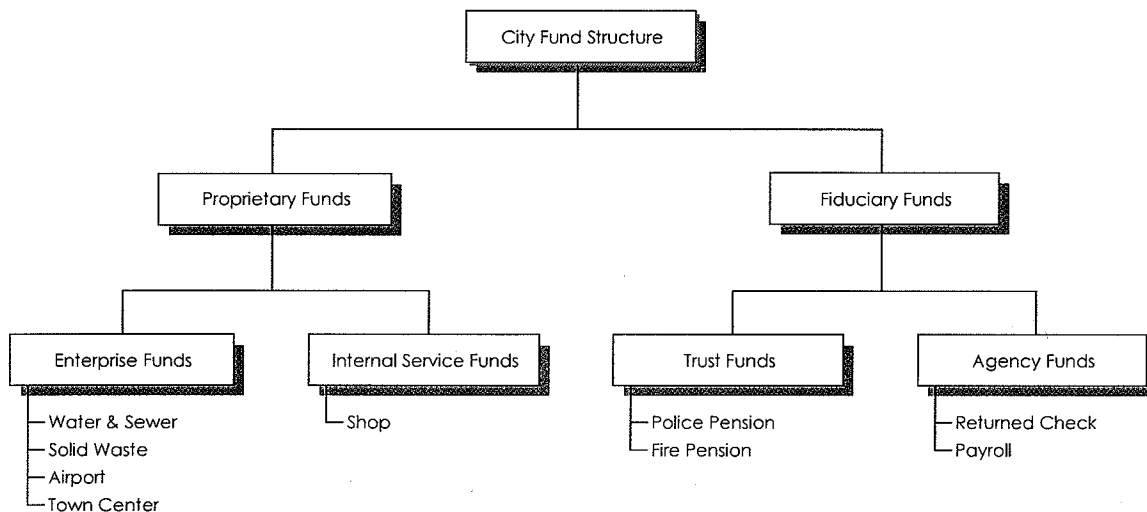 City Fund Structure
Proprietary Funds
Fiduciary Funds
Enterprise Funds
Internal Service Funds
Trust Funds
Agency Funds
Water & Sewer
Solid Waste
Airport
Town Center
Shop
Police Pension
Fire Pension
Returned Check
Payroll